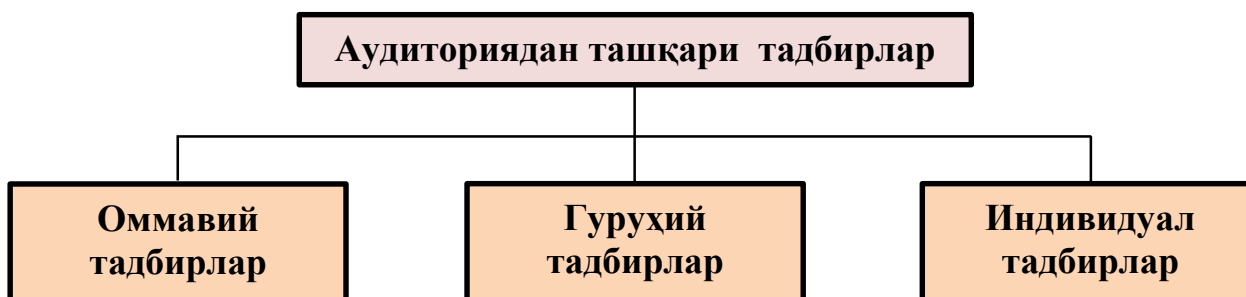 Аудиториядан ташқари тадбирлар
Оммавий
тадбирлар
Гуруҳий
тадбирлар
Индивидуал
тадбирлар